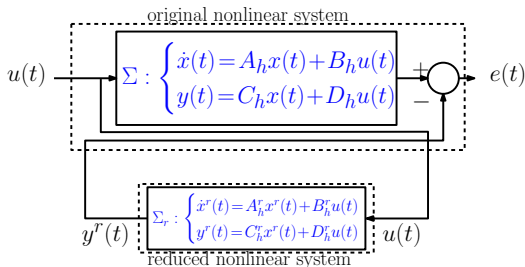 original nonlinear system
u(t)
Σ : { ẋ(t)=A_h x(t)+B_h u(t)
y(t)=C_h x(t)+D_h u(t)
+
−
e(t)
Σ_r : { ẋ^r(t)=A_h^r x^r(t)+B_h^r u(t)
y^r(t)=C_h^r x^r(t)+D_h^r u(t)
y^r(t)
u(t)
reduced nonlinear system